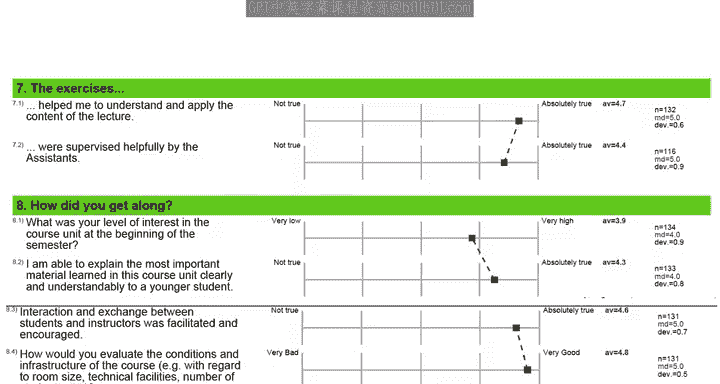 7. The exercises...
7.1) ... helped me to understand and apply the content of the lecture.
Not true
Absolutely true
av=4.7
n=132
md=5.0
dev.=0.6
7.2) ... were supervised helpfully by the Assistants.
Not true
Absolutely true
av=4.4
n=116
md=5.0
dev.=0.9
8. How did you get along?
8.1) What was your level of interest in the course unit at the beginning of the semester?
Very low
Very high
av=3.9
n=134
md=4.0
dev.=0.9
8.2) I am able to explain the most important material learned in this course unit clearly and understandably to a younger student.
Not true
Absolutely true
av=4.3
n=133
md=4.0
dev.=0.8
8.3) Interaction and exchange between students and instructors was facilitated and encouraged.
Not true
Absolutely true
av=4.6
n=131
md=5.0
dev.=0.7
8.4) How would you evaluate the conditions and infrastructure of the course (e.g. with regard to room size, technical facilities, number of
Very Bad
Very Good
av=4.8
n=131
md=5.0
dev.=0.5